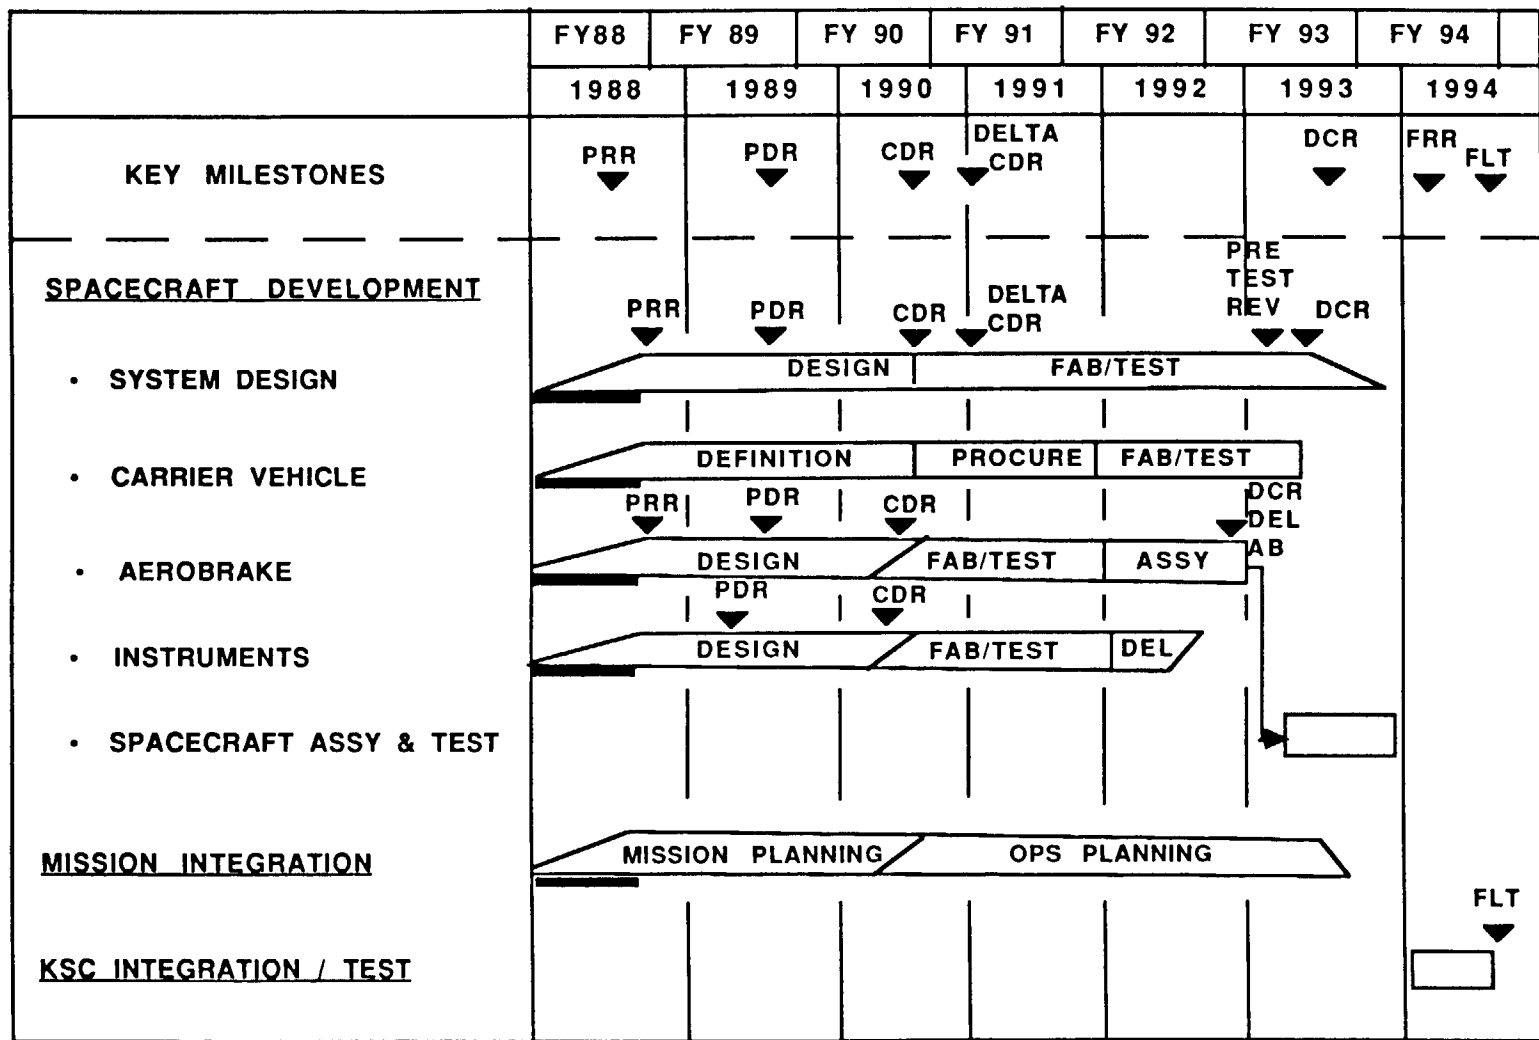 FY88 FY 89 FY 90 FY 91 FY 92 FY 93 FY 94
1988 1989 1990 1991 1992 1993 1994
KEY MILESTONES
PRR PDR CDR DELTA CDR DCR FRR FLT
SPACECRAFT DEVELOPMENT
PRR PDR CDR DELTA CDR PRE TEST REV DCR
• SYSTEM DESIGN DESIGN FAB/TEST
• CARRIER VEHICLE DEFINITION PROCURE FAB/TEST
PRR PDR CDR DCR DEL AB
• AEROBRAKE DESIGN FAB/TEST ASSY
PDR CDR
• INSTRUMENTS DESIGN FAB/TEST DEL
• SPACECRAFT ASSY & TEST
MISSION INTEGRATION MISSION PLANNING OPS PLANNING
FLT
KSC INTEGRATION / TEST